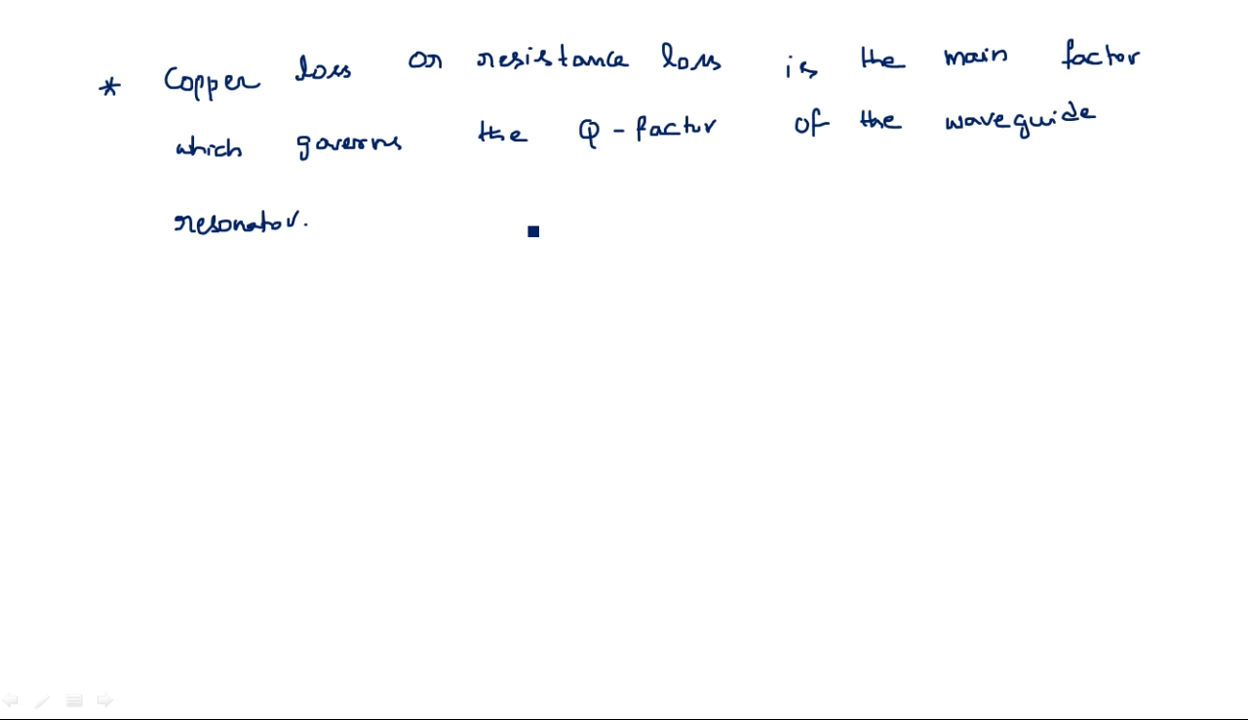 * Copper loss or resistance loss is the main factor
which governs the Q-factor of the waveguide
resonator.